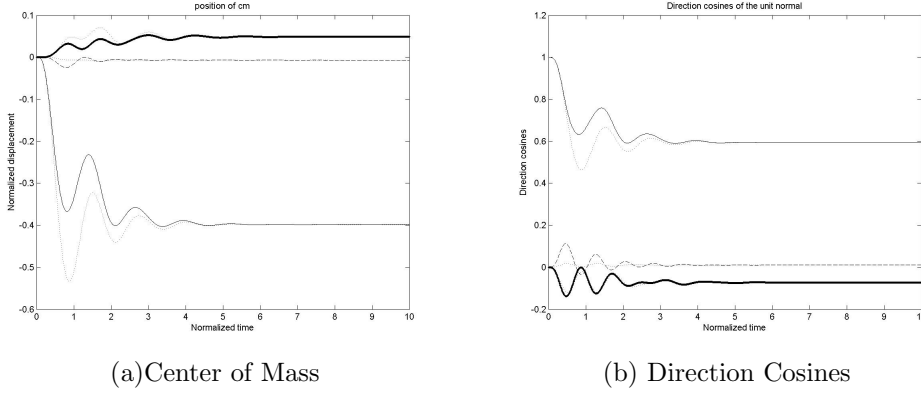 position of cm
Normalized displacement
0.1
0
-0.1
-0.2
-0.3
-0.4
-0.5
-0.6
0 1 2 3 4 5 6 7 8 9 10
Normalized time
(a)Center of Mass
Direction cosines of the unit normal
Direction cosines
1.2
1
0.8
0.6
0.4
0.2
0
-0.2
0 1 2 3 4 5 6 7 8 9 1
Normalized time
(b) Direction Cosines